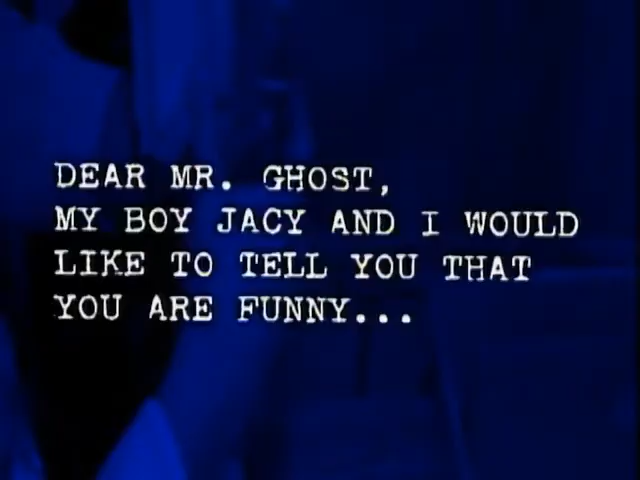 DEAR MR. GHOST,
MY BOY JACY AND I WOULD
LIKE TO TELL YOU THAT
YOU ARE FUNNY...